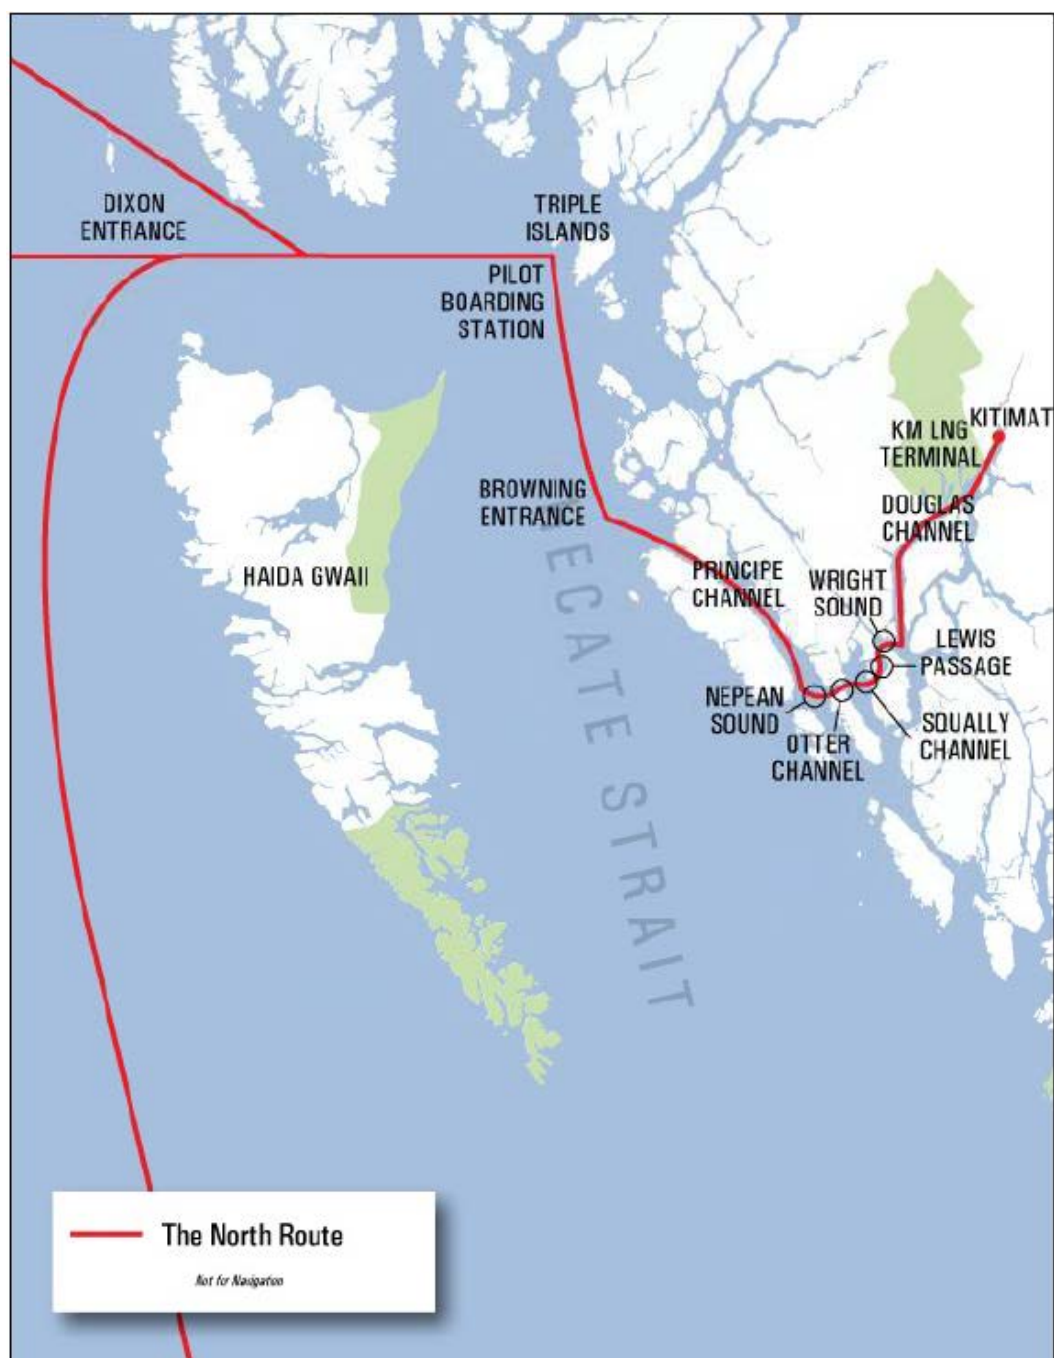 DIXON
ENTRANCE
TRIPLE
ISLANDS
PILOT
BOARDING
STATION
KITIMAT
KM LNG
TERMINAL
BROWNING
ENTRANCE
DOUGLAS
CHANNEL
HAIDA GWAII
PRINCIPE
CHANNEL
WRIGHT
SOUND
LEWIS
PASSAGE
NEPEAN
SOUND
OTTER
CHANNEL
SQUALLY
CHANNEL
ECATE STRAIT
The North Route
Not for Navigation